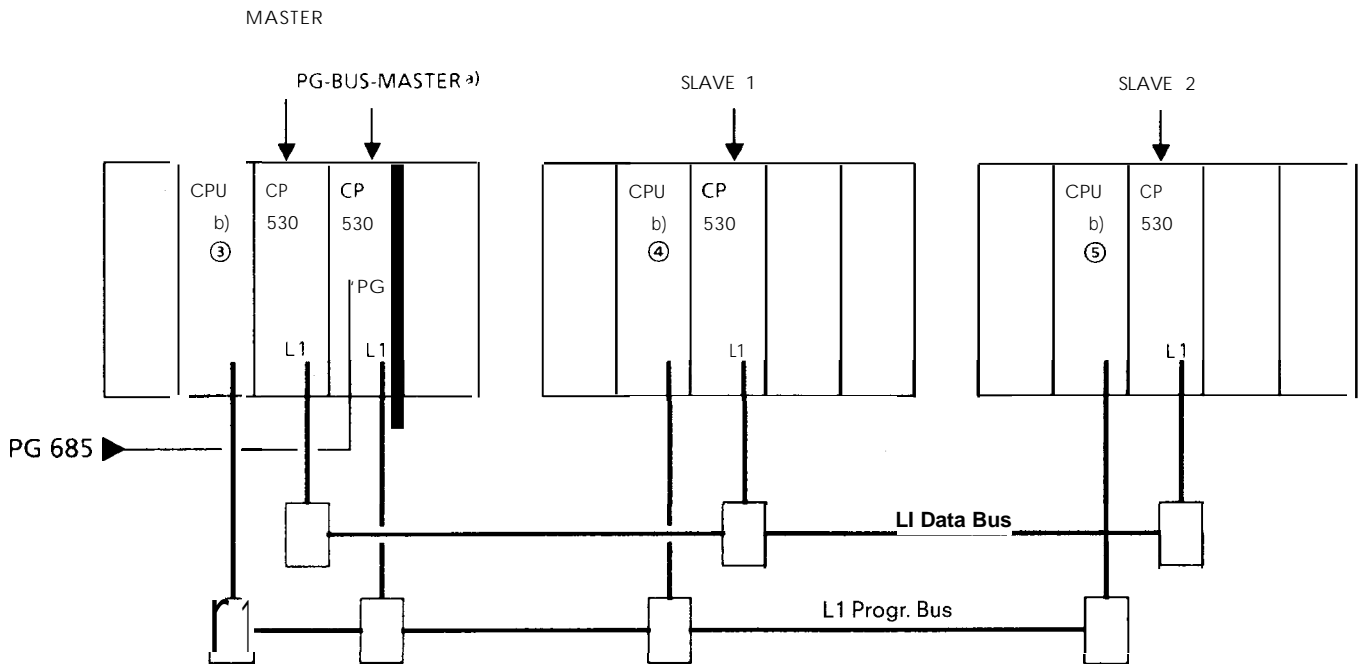 MASTER
PG-BUS-MASTER a)
SLAVE 1
SLAVE 2
CPU
b)
③
CP
530
CP
530
PG
L1
L1
CPU
b)
④
CP
530
L1
CPU
b)
⑤
CP
530
L1
PG 685
LI Data Bus
L1 Progr. Bus